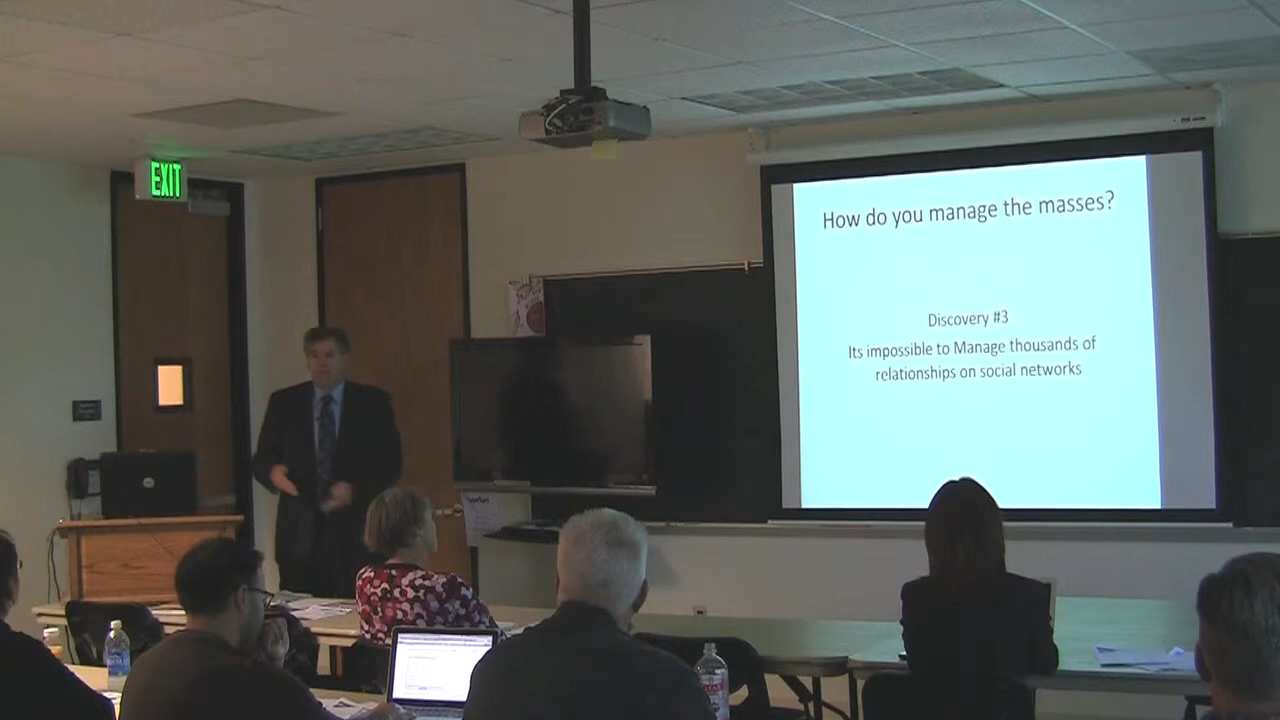 EXIT
How do you manage the masses?
Discovery #3
Its impossible to Manage thousands of
relationships on social networks